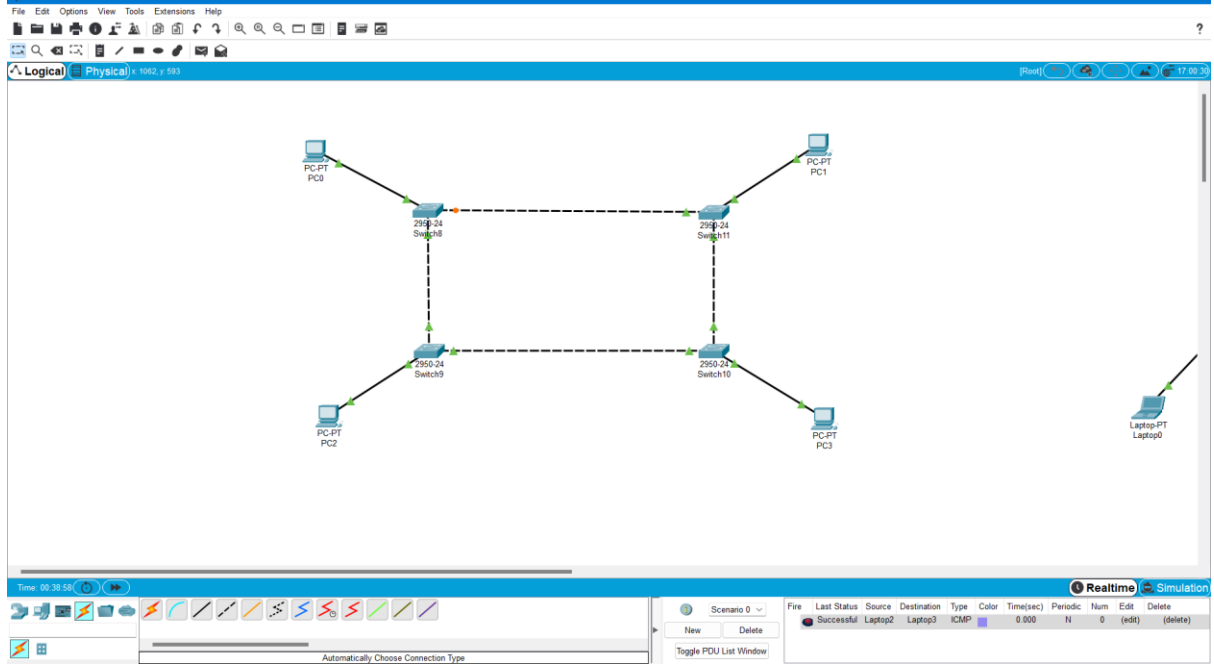 File Edit Options View Tools Extensions Help
?
Logical Physical x: 1062, y: 593 [Root] 17:00:30
PC-PT
PC0
PC-PT
PC1
2950-24
Switch8
2950-24
Switch11
2950-24
Switch9
2950-24
Switch10
PC-PT
PC2
PC-PT
PC3
Laptop-PT
Laptop0
Time: 00:38:58 Realtime Simulation
Scenario 0
New Delete
Toggle PDU List Window
Fire Last Status Source Destination Type Color Time(sec) Periodic Num Edit Delete
Successful Laptop2 Laptop3 ICMP 0.000 N 0 (edit) (delete)
Automatically Choose Connection Type